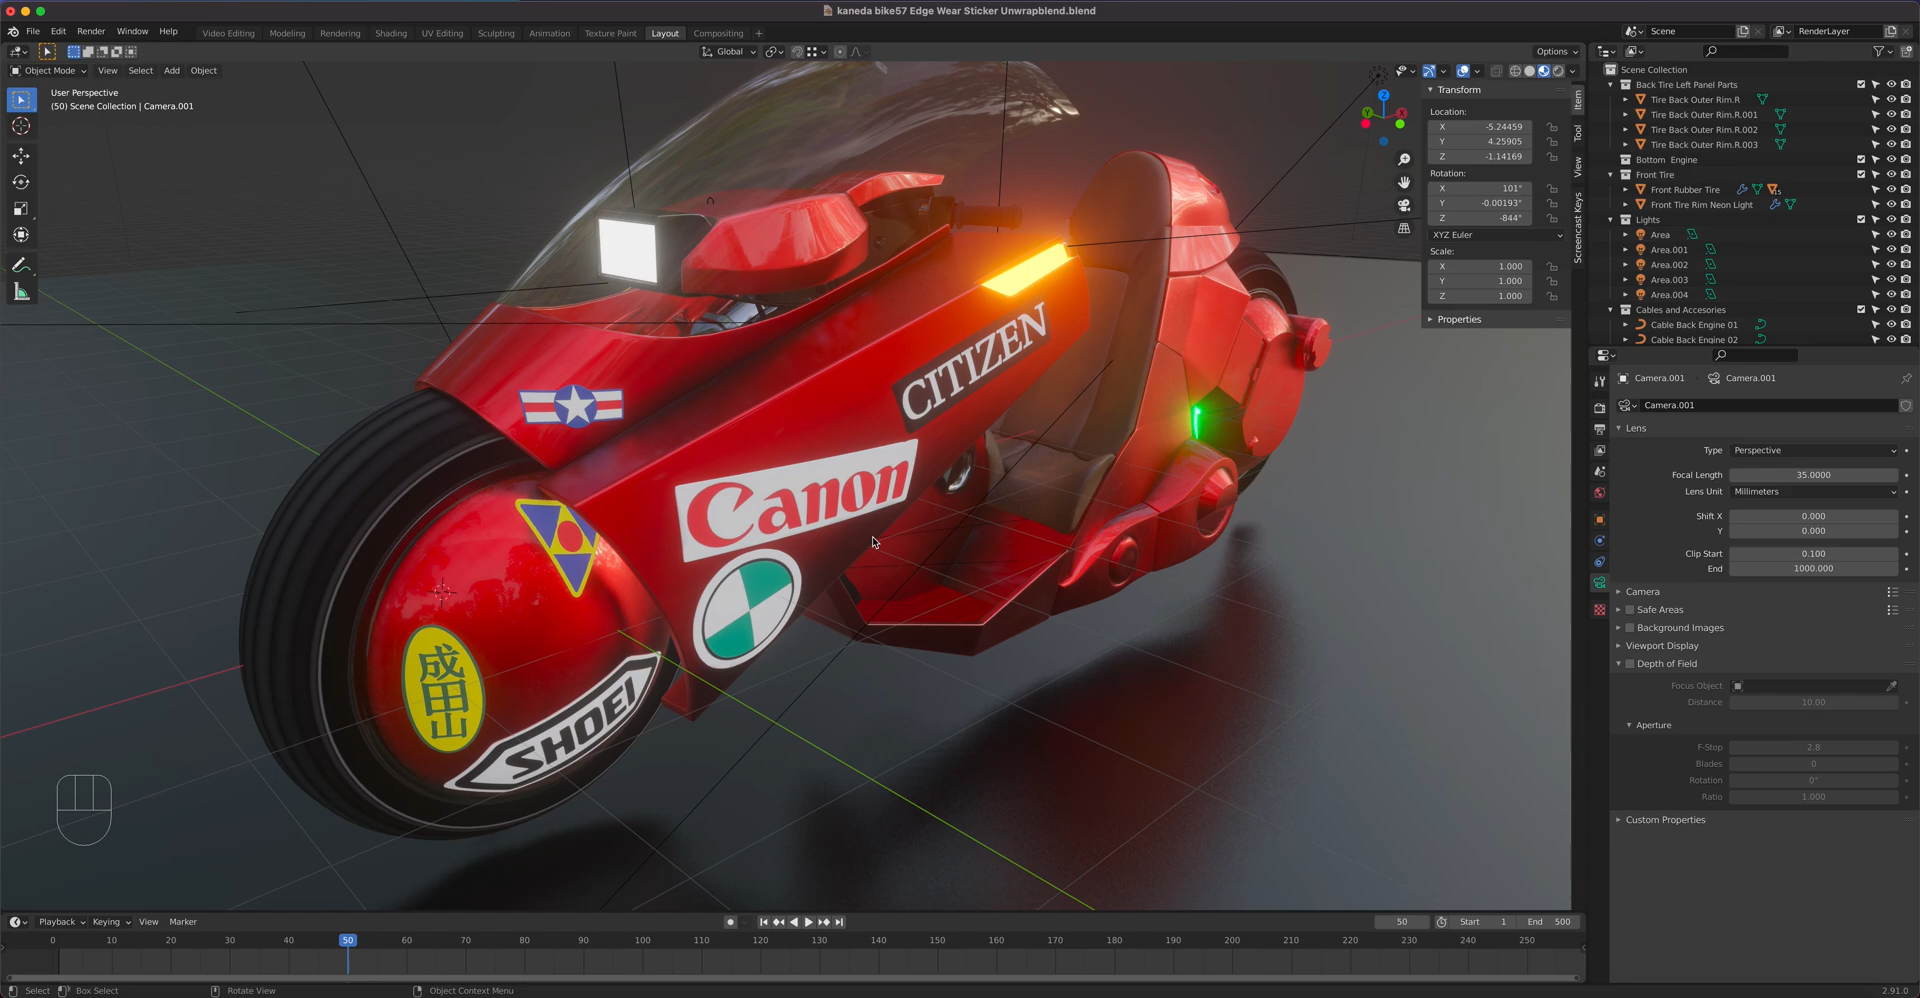 kaneda bike57 Edge Wear Sticker Unwrapblend.blend
File Edit Render Window Help
Video Editing Modeling Rendering Shading UV Editing Sculpting Animation Texture Paint Layout Compositing +
Scene
RenderLayer
Global
Options
Object Mode View Select Add Object
User Perspective
(50) Scene Collection | Camera.001
CITIZEN
Canon
成田山
SHOEI
Z
Y
X
Transform
Location:
X -5.24459
Y 4.25905
Z -1.14169
Rotation:
X 101°
Y -0.00193°
Z -844°
XYZ Euler
Scale:
X 1.000
Y 1.000
Z 1.000
Properties
Item
Tool
View
Screencast Keys
Scene Collection
Back Tire Left Panel Parts
Tire Back Outer Rim.R
Tire Back Outer Rim.R.001
Tire Back Outer Rim.R.002
Tire Back Outer Rim.R.003
Bottom Engine
Front Tire
Front Rubber Tire 15
Front Tire Rim Neon Light
Lights
Area
Area.001
Area.002
Area.003
Area.004
Cables and Accesories
Cable Back Engine 01
Cable Back Engine 02
Camera.001 Camera.001
Camera.001
Lens
Type Perspective
Focal Length 35.0000
Lens Unit Millimeters
Shift X 0.000
Y 0.000
Clip Start 0.100
End 1000.000
Camera
Safe Areas
Background Images
Viewport Display
Depth of Field
Focus Object
Distance 10.00
Aperture
F-Stop 2.8
Blades 0
Rotation 0°
Ratio 1.000
Custom Properties
Playback Keying View Marker
50 Start 1 End 500
0 10 20 30 40 50 60 70 80 90 100 110 120 130 140 150 160 170 180 190 200 210 220 230 240 250
Select Box Select Rotate View Object Context Menu
2.91.0